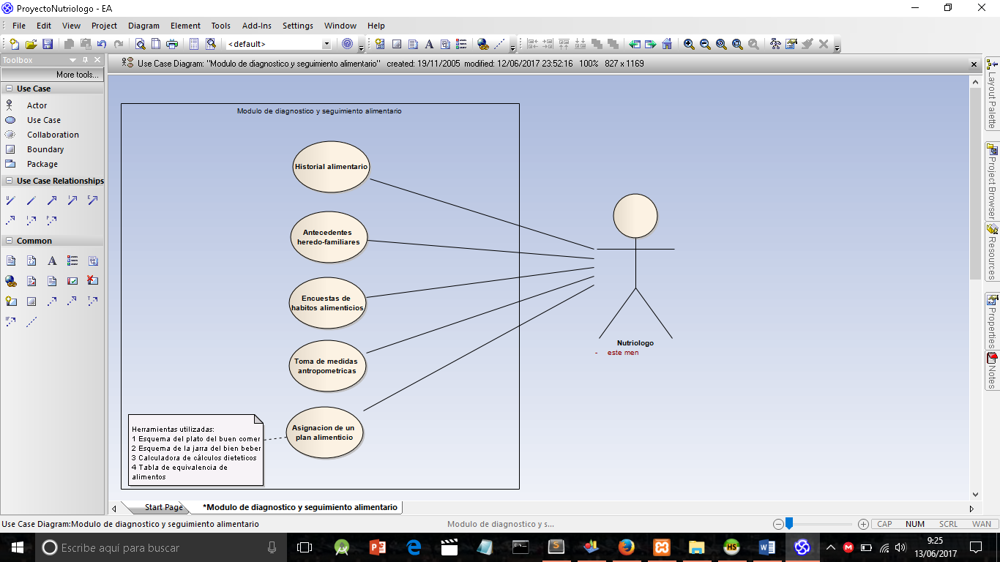 ProyectoNutriologo - EA
File Edit View Project Diagram Element Tools Add-Ins Settings Window Help
<default>
Toolbox
More tools...
Use Case Diagram: "Modulo de diagnostico y seguimiento alimentario" created: 19/11/2005 modified: 12/06/2017 23:52:16 100% 827 x 1169
Use Case
Actor
Use Case
Collaboration
Boundary
Package
Use Case Relationships
Common
Modulo de diagnostico y seguimiento alimentario
Historial alimentario
Antecedentes
heredo-familiares
Encuestas de
habitos alimenticios
Toma de medidas
antropometricas
Asignacion de un
plan alimenticio
Herramientas utilizadas:
1 Esquema del plato del buen comer
2 Esquema de la jarra del bien beber
3 Calculadora de cálculos dieteticos
4 Tabla de equivalencia de
alimentos
Nutriologo
- este men
Layout Palette
Project Browser
Resources
Properties
Notes
Start Page
*Modulo de diagnostico y seguimiento alimentario
Use Case Diagram:Modulo de diagnostico y seguimiento alimentario
Modulo de diagnostico y s...
CAP NUM SCRL WAN
Escribe aquí para buscar
9:25
13/06/2017